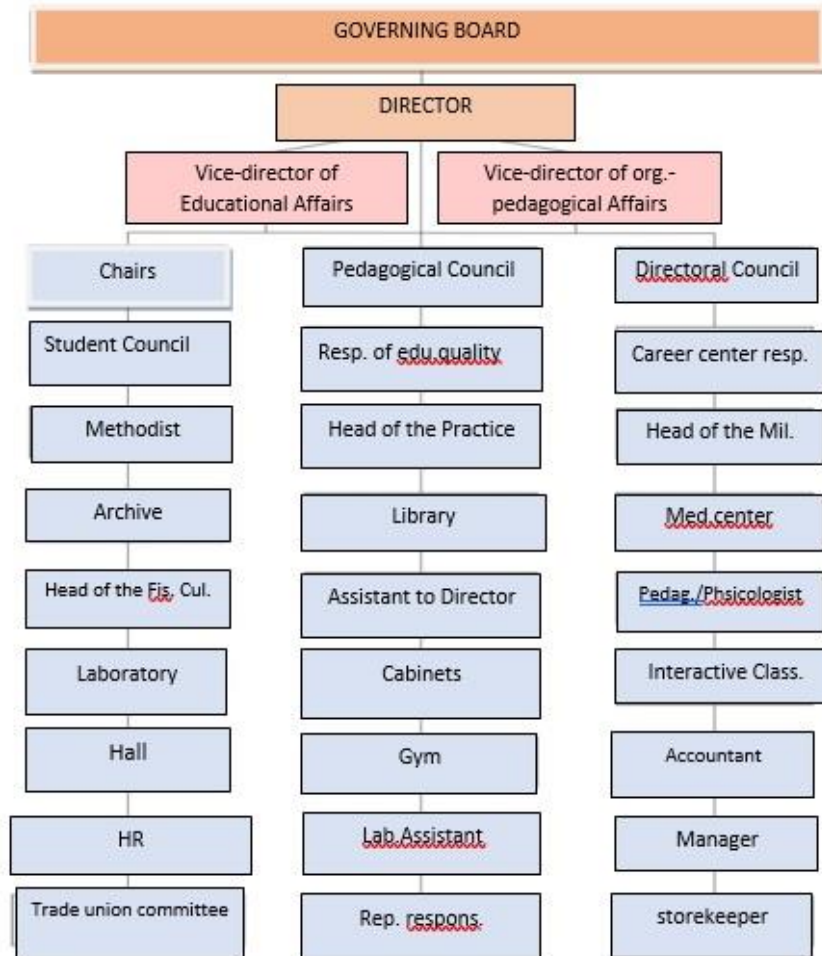 GOVERNING BOARD
DIRECTOR
Vice-director of
Educational Affairs
Vice-director of org.-
pedagogical Affairs
Chairs
Pedagogical Council
Directoral Council
Student Council
Resp. of edu.quality
Career center resp.
Methodist
Head of the Practice
Head of the Mil.
Archive
Library
Med.center
Head of the Fis. Cul.
Assistant to Director
Pedag./Phsicologist
Laboratory
Cabinets
Interactive Class.
Hall
Gym
Accountant
HR
Lab.Assistant
Manager
Trade union committee
Rep. respons.
storekeeper